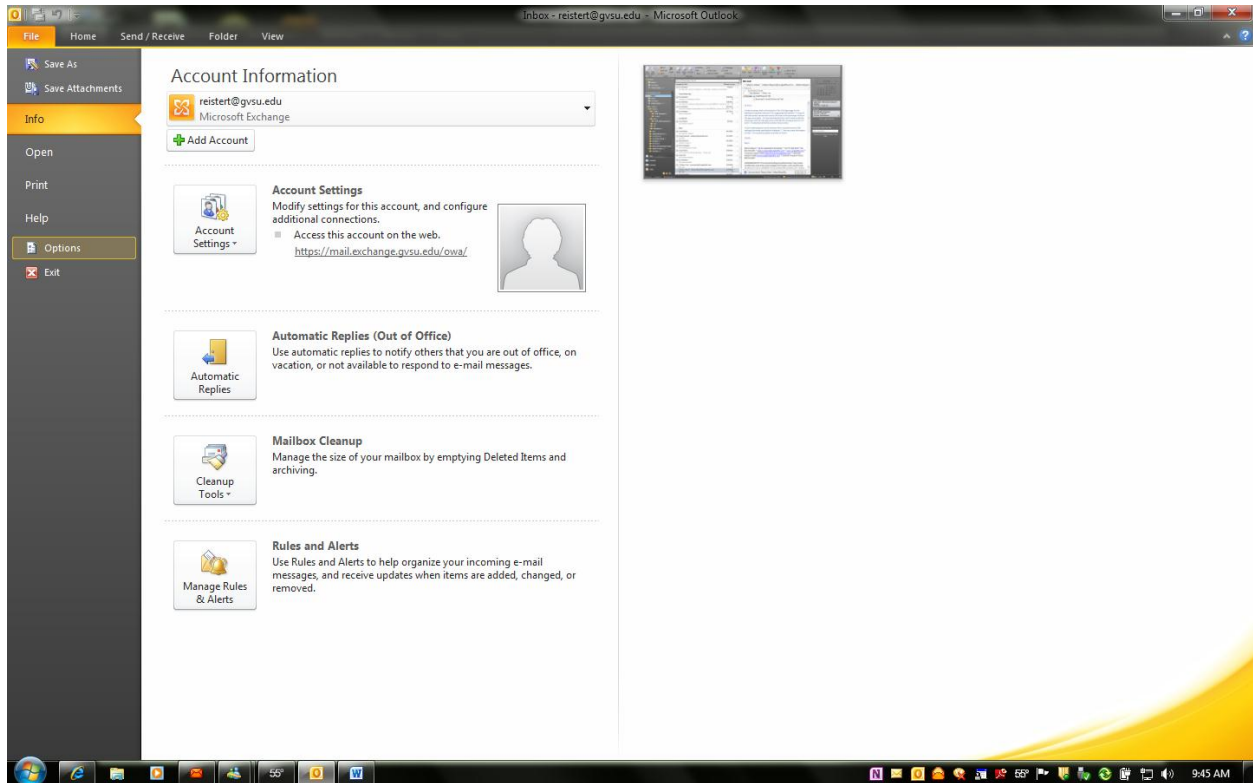 Inbox - reistert@gvsu.edu - Microsoft Outlook
File Home Send / Receive Folder View
Save As
Save Attachments
Info
Open
Print
Help
Options
Exit
Account Information
reistert@gvsu.edu
Microsoft Exchange
Add Account
Account Settings
Account Settings
Modify settings for this account, and configure
additional connections.
Access this account on the web.
https://mail.exchange.gvsu.edu/owa/
Automatic Replies
Automatic Replies (Out of Office)
Use automatic replies to notify others that you are out of office, on
vacation, or not available to respond to e-mail messages.
Cleanup Tools
Mailbox Cleanup
Manage the size of your mailbox by emptying Deleted Items and
archiving.
Manage Rules & Alerts
Rules and Alerts
Use Rules and Alerts to help organize your incoming e-mail
messages, and receive updates when items are added, changed, or
removed.
55° 55° 9:45 AM